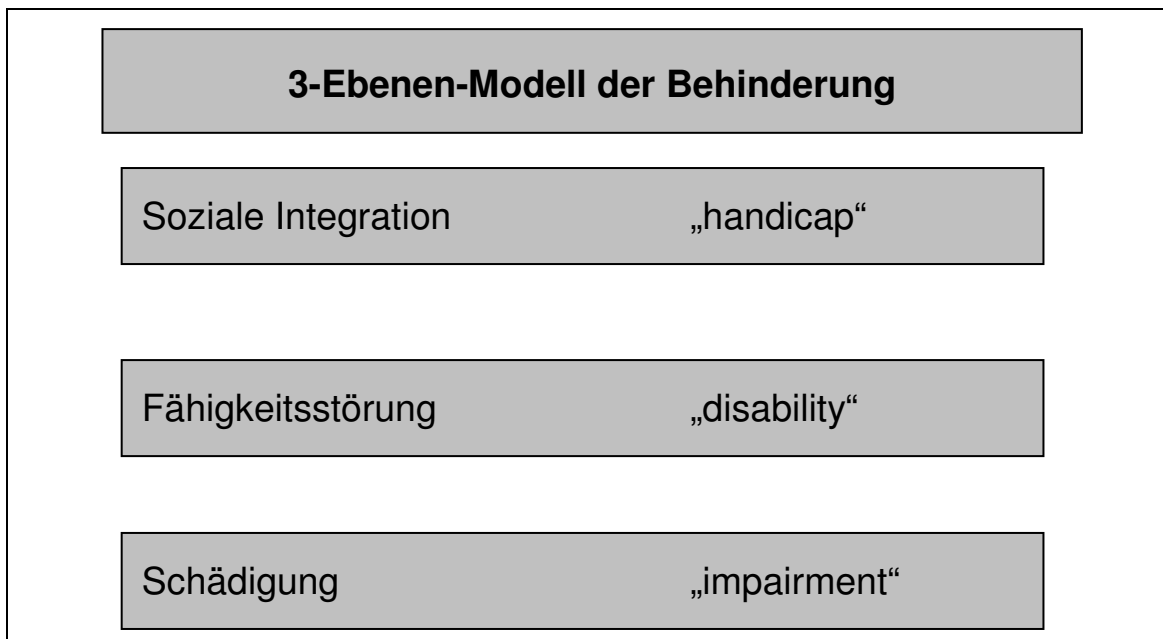 3-Ebenen-Modell der Behinderung
Soziale Integration „handicap“
Fähigkeitsstörung „disability“
Schädigung „impairment“